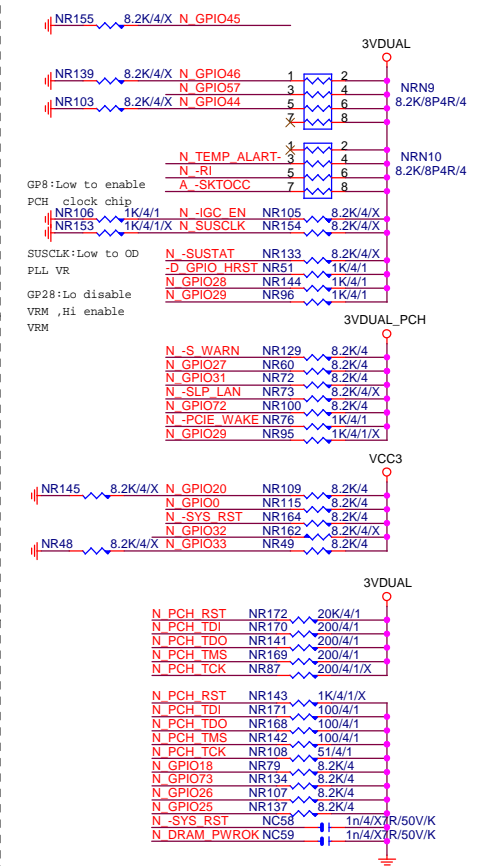 NR155 8.2K/4/X N_GPIO45
3VDUAL
NR139 8.2K/4/X N_GPIO46 1 2
N_GPIO57 3 4 NRN9
NR103 8.2K/4/X N_GPIO44 5 6 8.2K/8P4R/4
7 8
1 2
N_TEMP_ALART- 3 4 NRN10
N_-RI 5 6 8.2K/8P4R/4
A_-SKTOCC 7 8
GP8:Low to enable
PCH clock chip
NR106 1K/4/1 N_-IGC_EN NR105 8.2K/4/X
NR153 1K/4/1/X N_SUSCLK NR154 8.2K/4/X
SUSCLK:Low to OD
PLL VR
N_-SUSTAT NR133 8.2K/4/X
-D_GPIO_HRST NR51 1K/4/1
N_GPIO28 NR144 1K/4/1
N_GPIO29 NR96 1K/4/1
GP28:Lo disable
VRM ,Hi enable
VRM
3VDUAL_PCH
N_-S_WARN NR129 8.2K/4
N_GPIO27 NR60 8.2K/4
N_GPIO31 NR72 8.2K/4
N_-SLP_LAN NR73 8.2K/4/X
N_GPIO72 NR100 8.2K/4
N_-PCIE_WAKE NR76 1K/4/1
N_GPIO29 NR95 1K/4/1/X
VCC3
NR145 8.2K/4/X N_GPIO20 NR109 8.2K/4
N_GPIO0 NR115 8.2K/4
N_-SYS_RST NR164 8.2K/4
N_GPIO32 NR162 8.2K/4/X
NR48 8.2K/4/X N_GPIO33 NR49 8.2K/4
3VDUAL
N_PCH_RST NR172 20K/4/1
N_PCH_TDI NR170 200/4/1
N_PCH_TDO NR141 200/4/1
N_PCH_TMS NR169 200/4/1
N_PCH_TCK NR87 200/4/1/X
N_PCH_RST NR143 1K/4/1/X
N_PCH_TDI NR171 100/4/1
N_PCH_TDO NR168 100/4/1
N_PCH_TMS NR142 100/4/1
N_PCH_TCK NR108 51/4/1
N_GPIO18 NR79 8.2K/4
N_GPIO73 NR134 8.2K/4
N_GPIO26 NR107 8.2K/4
N_GPIO25 NR137 8.2K/4
N_-SYS_RST NC58 1n/4/X7R/50V/K
N_DRAM_PWROK NC59 1n/4/X7R/50V/K